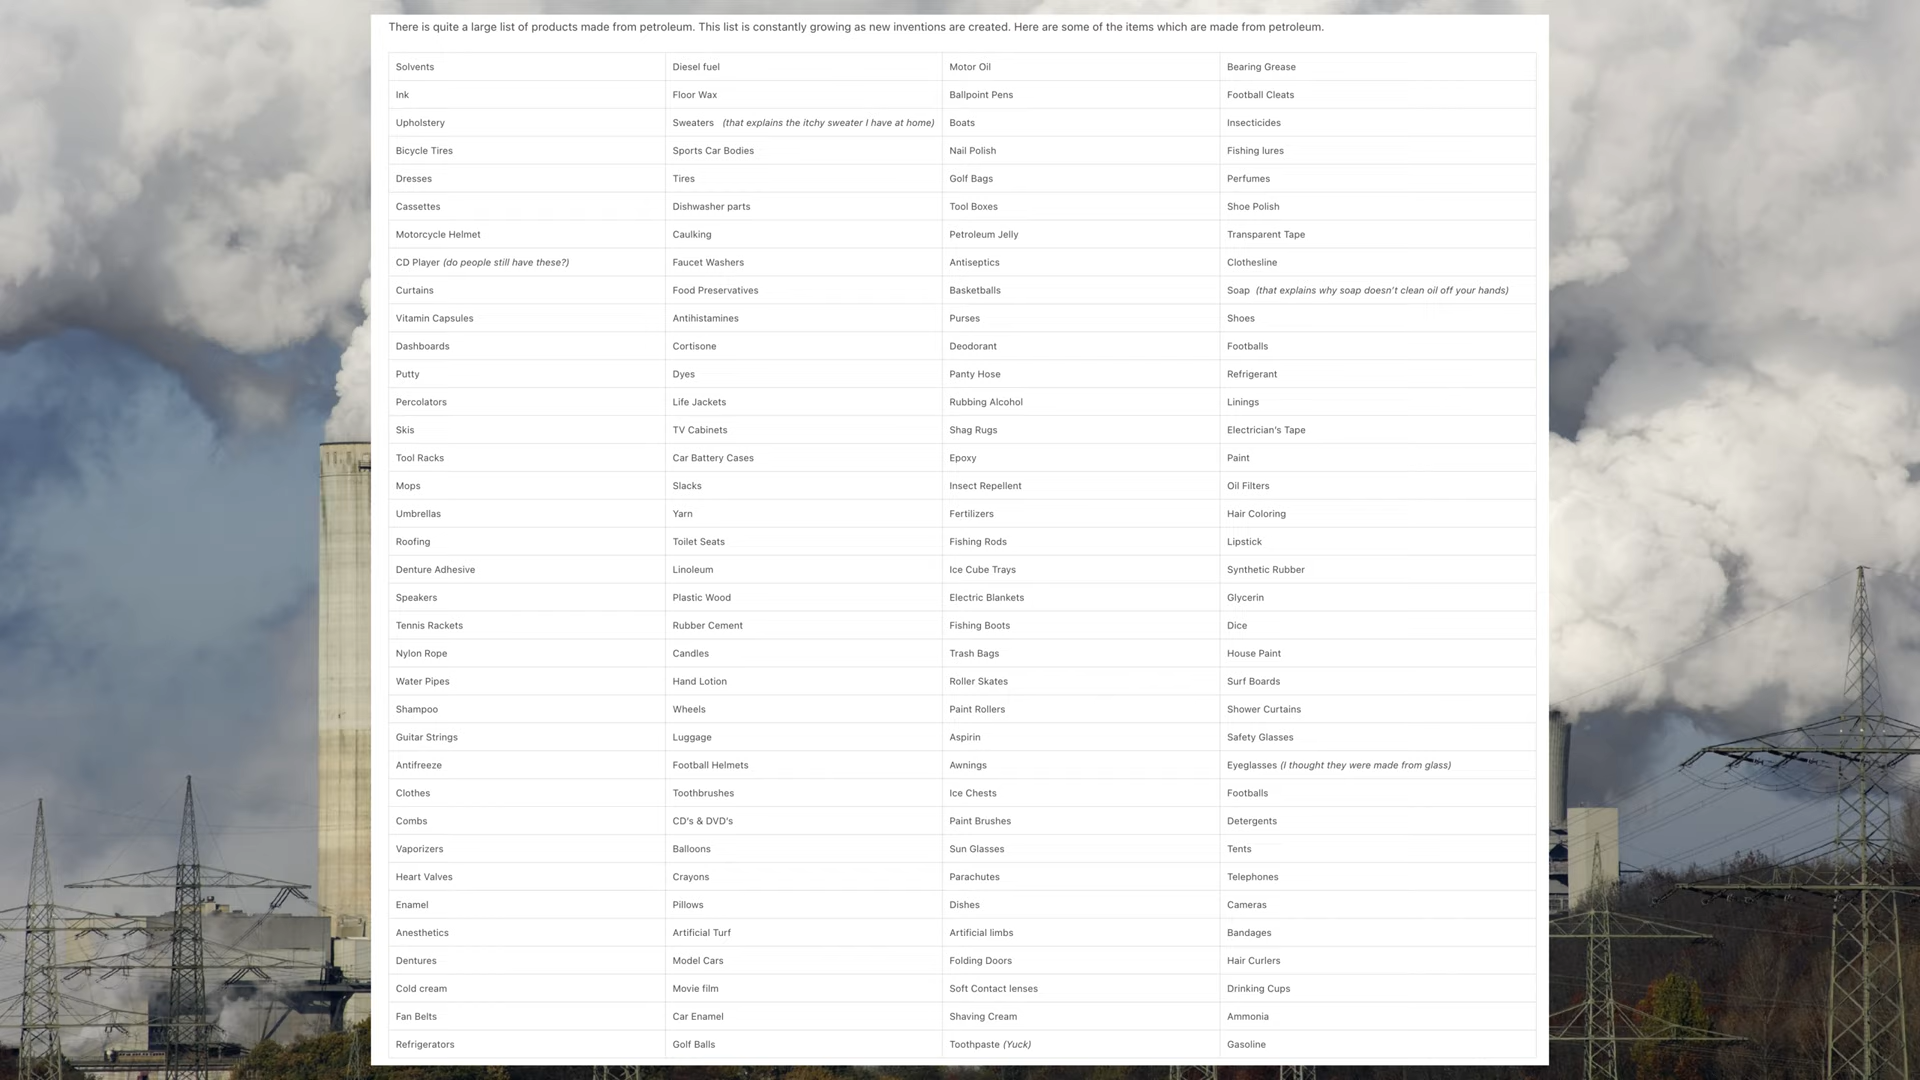 There is quite a large list of products made from petroleum. This list is constantly growing as new inventions are created. Here are some of the items which are made from petroleum.
Solvents Diesel fuel Motor Oil Bearing Grease
Ink Floor Wax Ballpoint Pens Football Cleats
Upholstery Sweaters (that explains the itchy sweater I have at home) Boats Insecticides
Bicycle Tires Sports Car Bodies Nail Polish Fishing lures
Dresses Tires Golf Bags Perfumes
Cassettes Dishwasher parts Tool Boxes Shoe Polish
Motorcycle Helmet Caulking Petroleum Jelly Transparent Tape
CD Player (do people still have these?) Faucet Washers Antiseptics Clothesline
Curtains Food Preservatives Basketballs Soap (that explains why soap doesn't clean oil off your hands)
Vitamin Capsules Antihistamines Purses Shoes
Dashboards Cortisone Deodorant Footballs
Putty Dyes Panty Hose Refrigerant
Percolators Life Jackets Rubbing Alcohol Linings
Skis TV Cabinets Shag Rugs Electrician's Tape
Tool Racks Car Battery Cases Epoxy Paint
Mops Slacks Insect Repellent Oil Filters
Umbrellas Yarn Fertilizers Hair Coloring
Roofing Toilet Seats Fishing Rods Lipstick
Denture Adhesive Linoleum Ice Cube Trays Synthetic Rubber
Speakers Plastic Wood Electric Blankets Glycerin
Tennis Rackets Rubber Cement Fishing Boots Dice
Nylon Rope Candles Trash Bags House Paint
Water Pipes Hand Lotion Roller Skates Surf Boards
Shampoo Wheels Paint Rollers Shower Curtains
Guitar Strings Luggage Aspirin Safety Glasses
Antifreeze Football Helmets Awnings Eyeglasses (I thought they were made from glass)
Clothes Toothbrushes Ice Chests Footballs
Combs CD's & DVD's Paint Brushes Detergents
Vaporizers Balloons Sun Glasses Tents
Heart Valves Crayons Parachutes Telephones
Enamel Pillows Dishes Cameras
Anesthetics Artificial Turf Artificial limbs Bandages
Dentures Model Cars Folding Doors Hair Curlers
Cold cream Movie film Soft Contact lenses Drinking Cups
Fan Belts Car Enamel Shaving Cream Ammonia
Refrigerators Golf Balls Toothpaste (Yuck) Gasoline